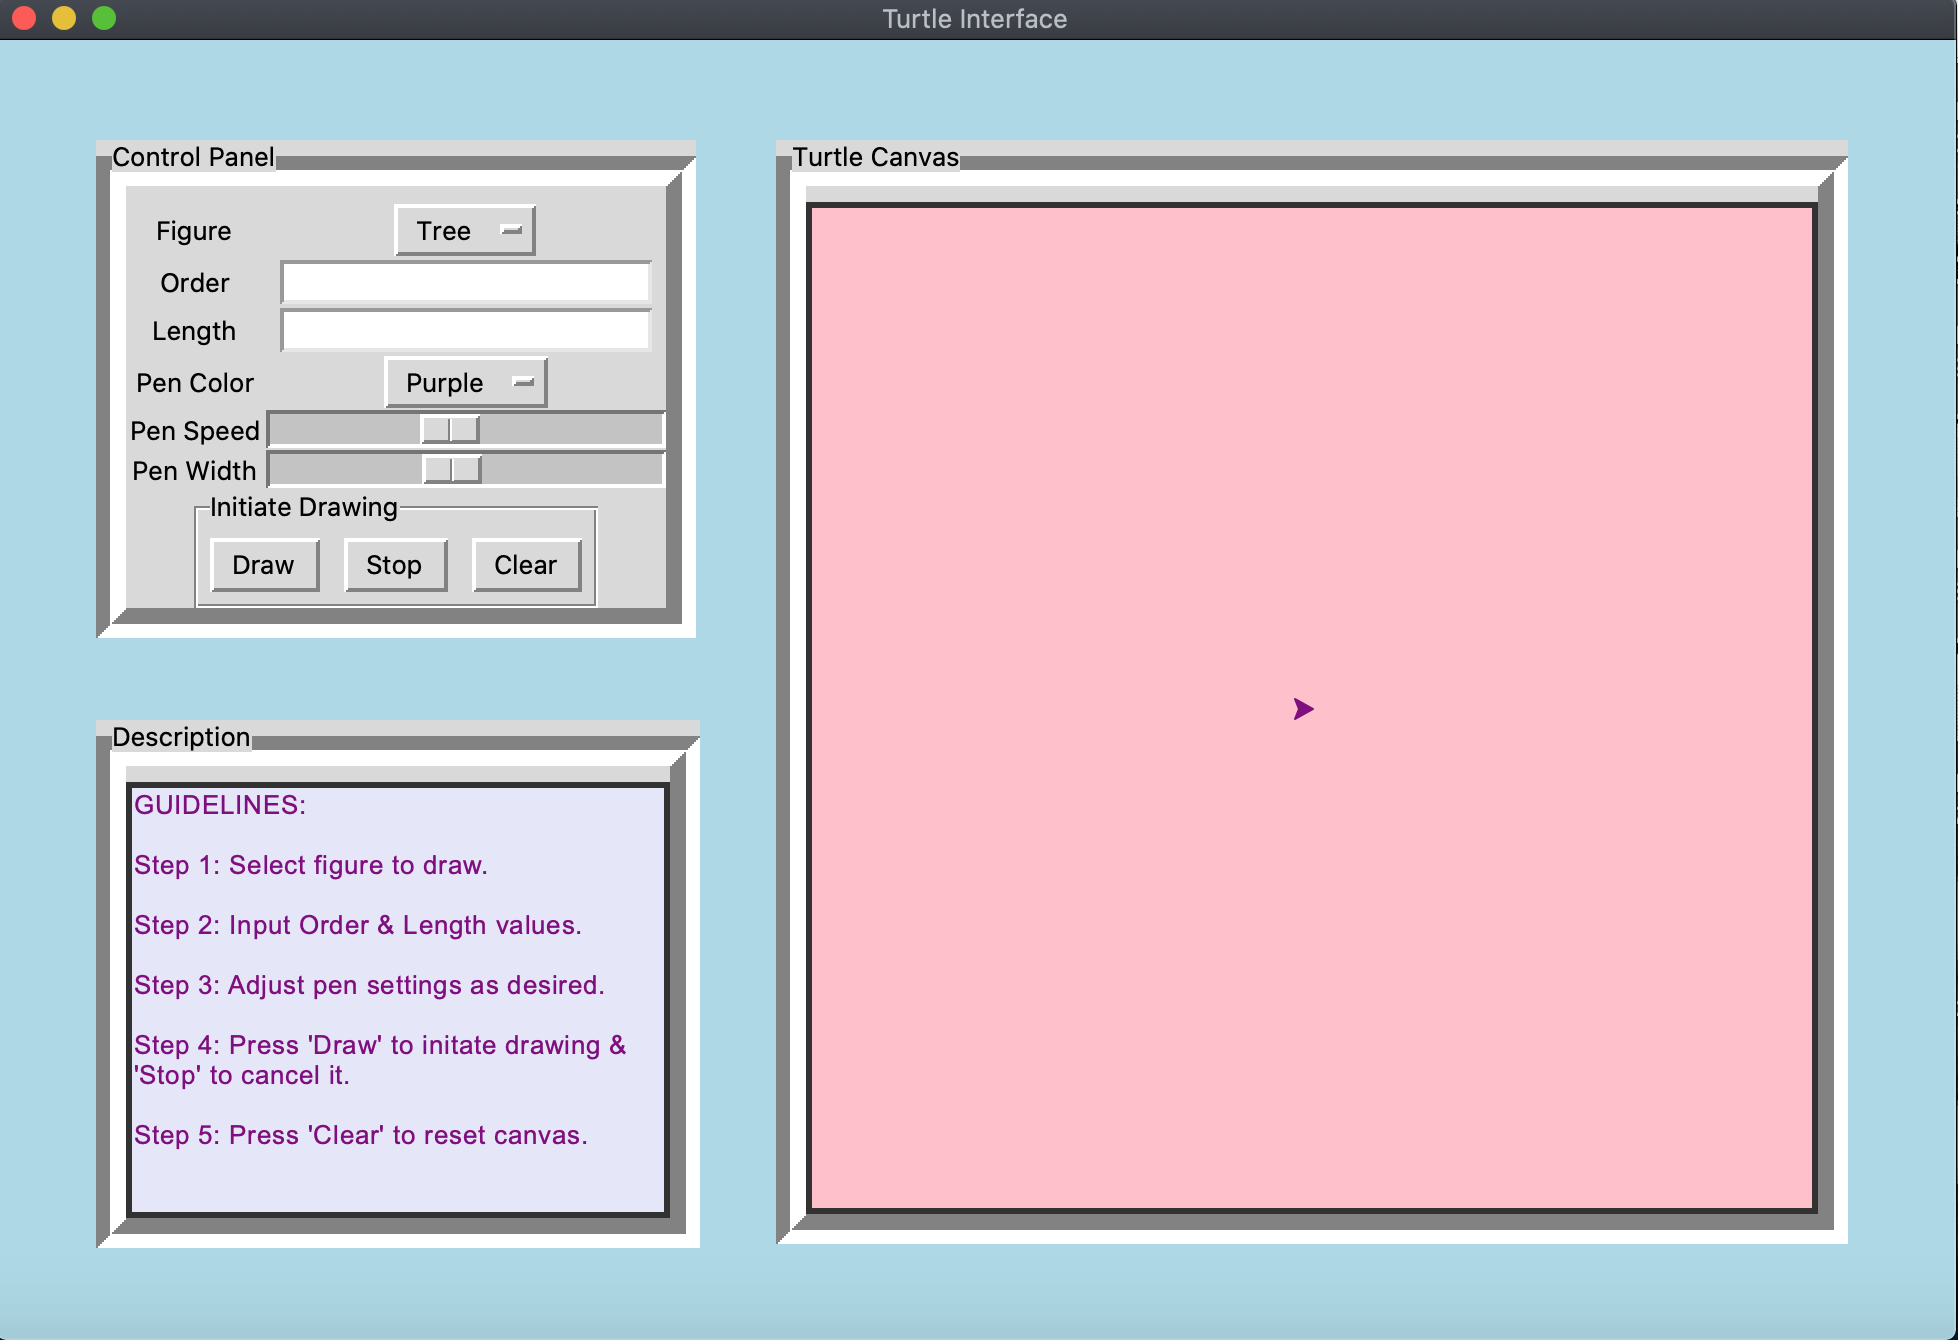 Turtle Interface
Control Panel
Figure
Tree
Order
Length
Pen Color
Purple
Pen Speed
Pen Width
Initiate Drawing
Draw Stop Clear
Description
GUIDELINES:
Step 1: Select figure to draw.
Step 2: Input Order & Length values.
Step 3: Adjust pen settings as desired.
Step 4: Press 'Draw' to initate drawing &
'Stop' to cancel it.
Step 5: Press 'Clear' to reset canvas.
Turtle Canvas